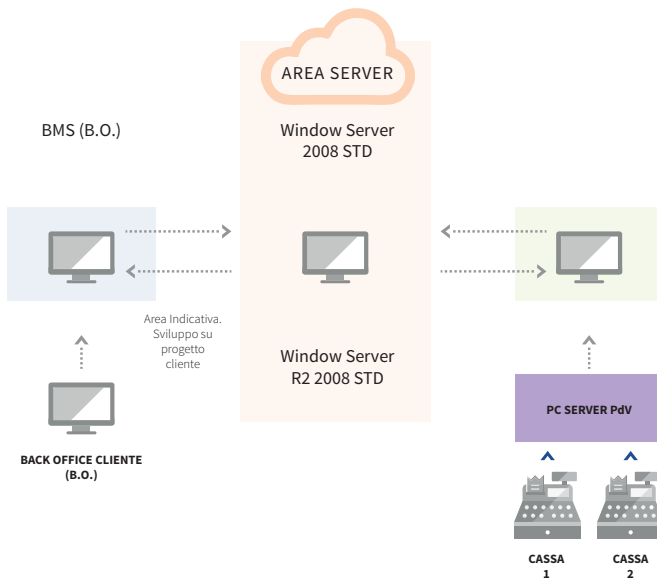 AREA SERVER
BMS (B.O.)
Window Server
2008 STD
Area Indicativa.
Sviluppo su
progetto
cliente
Window Server
R2 2008 STD
BACK OFFICE CLIENTE
(B.O.)
PC SERVER PdV
CASSA
1
CASSA
2